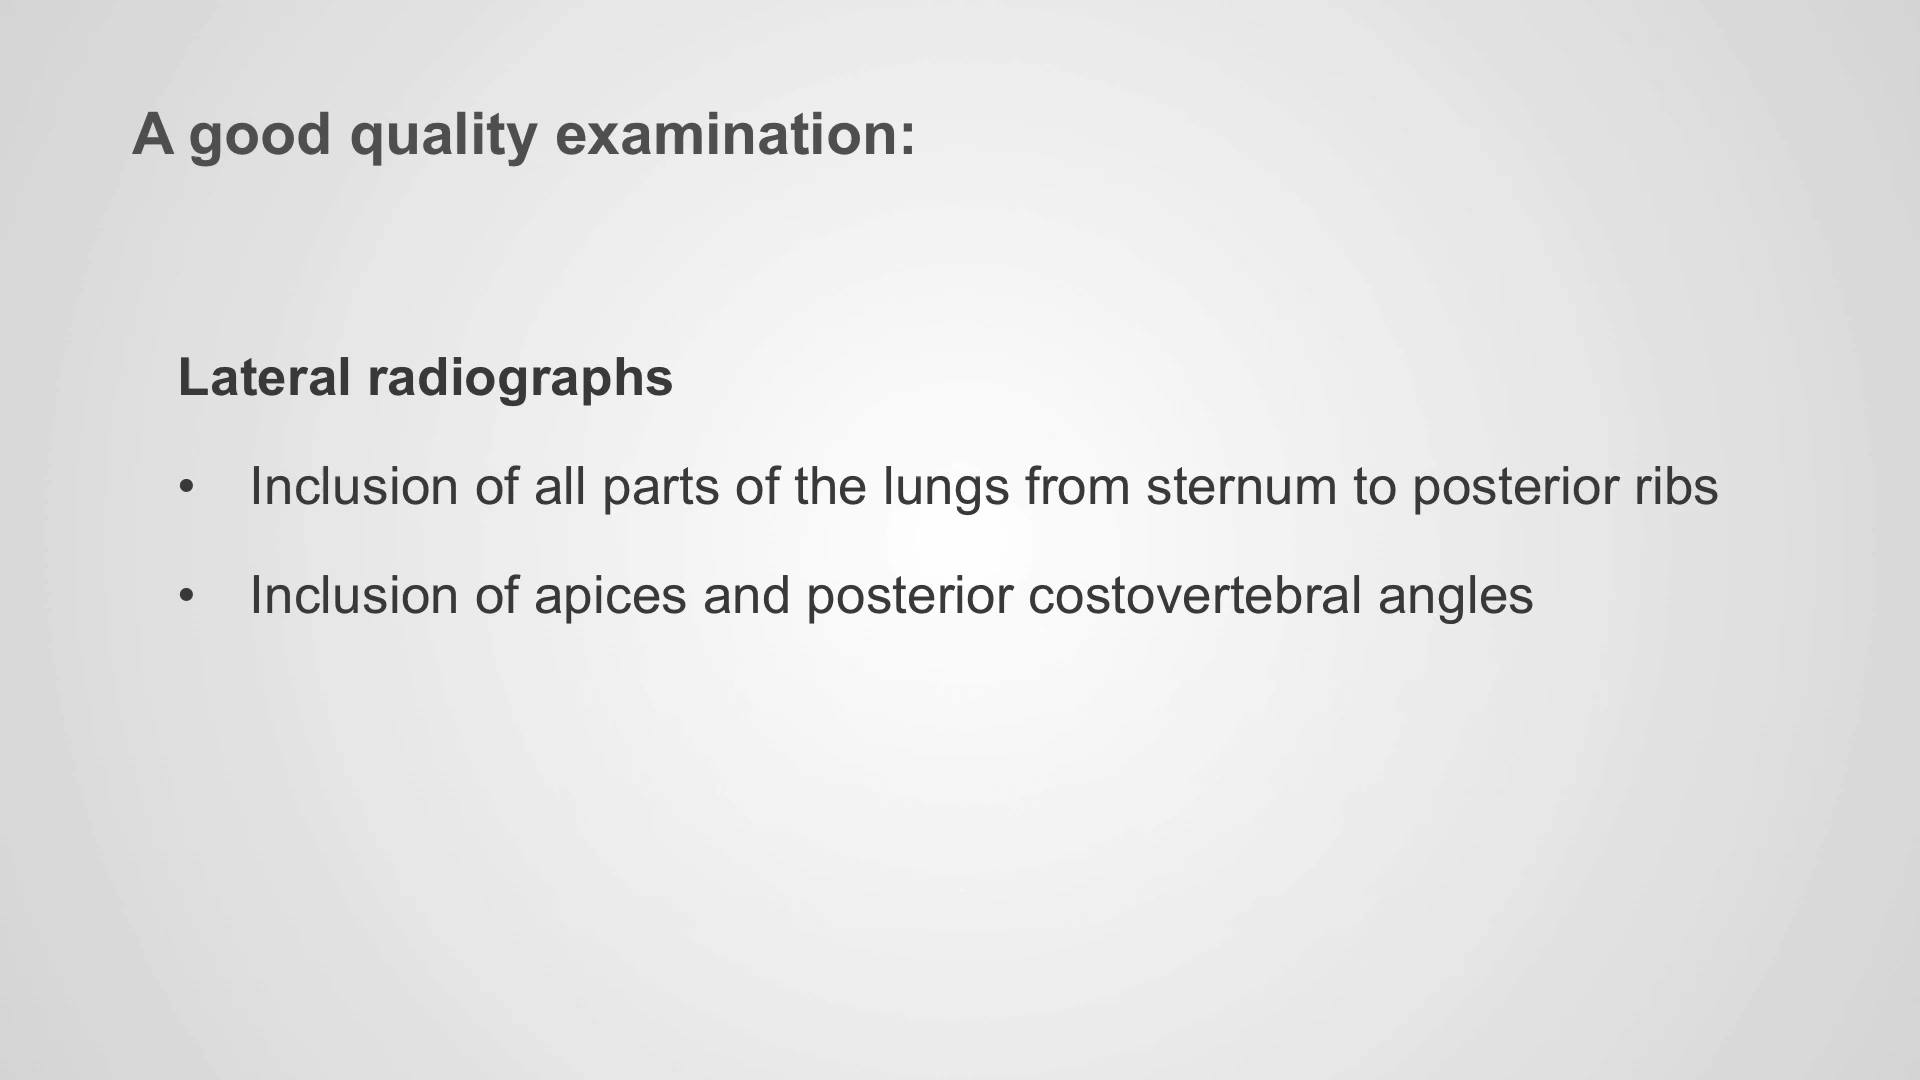 A good quality examination:
Lateral radiographs
• Inclusion of all parts of the lungs from sternum to posterior ribs
• Inclusion of apices and posterior costovertebral angles